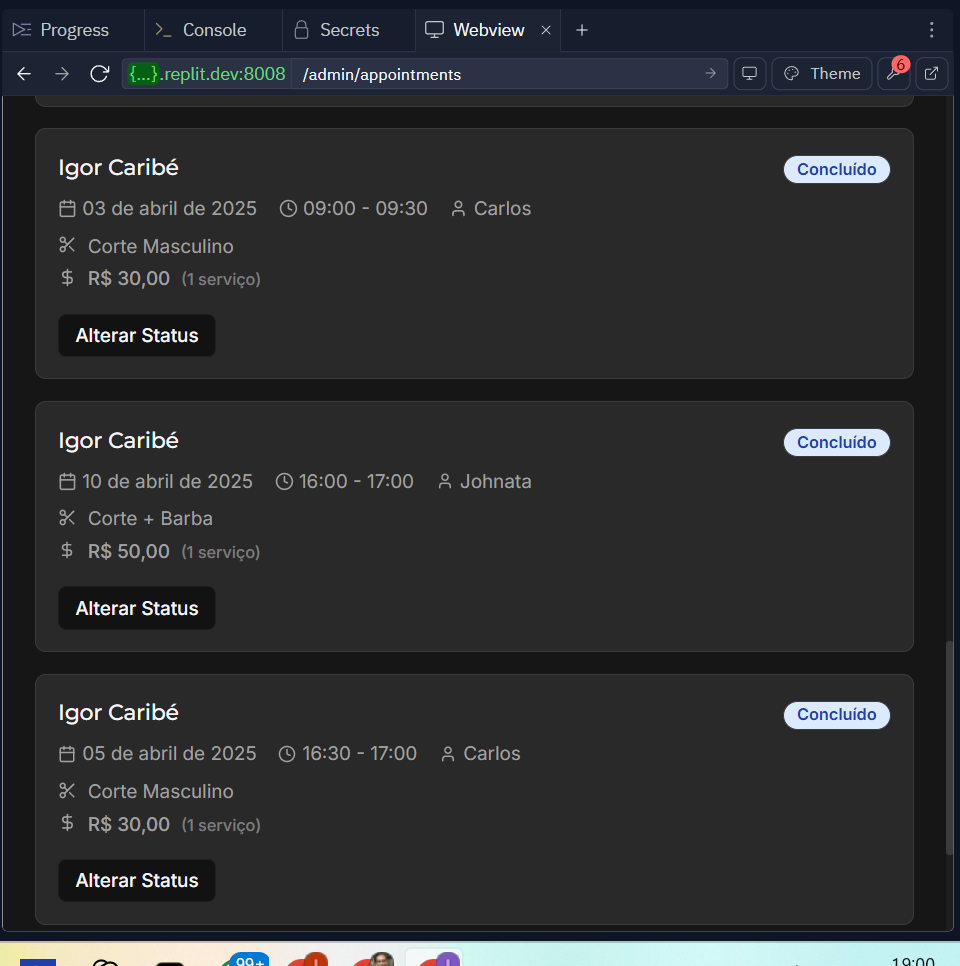 Progress Console Secrets Webview
{...}.replit.dev:8008 /admin/appointments Theme 6
Igor Caribé Concluído
03 de abril de 2025 09:00 - 09:30 Carlos
Corte Masculino
R$ 30,00 (1 serviço)
Alterar Status
Igor Caribé Concluído
10 de abril de 2025 16:00 - 17:00 Johnata
Corte + Barba
R$ 50,00 (1 serviço)
Alterar Status
Igor Caribé Concluído
05 de abril de 2025 16:30 - 17:00 Carlos
Corte Masculino
R$ 30,00 (1 serviço)
Alterar Status
99+ 19:00